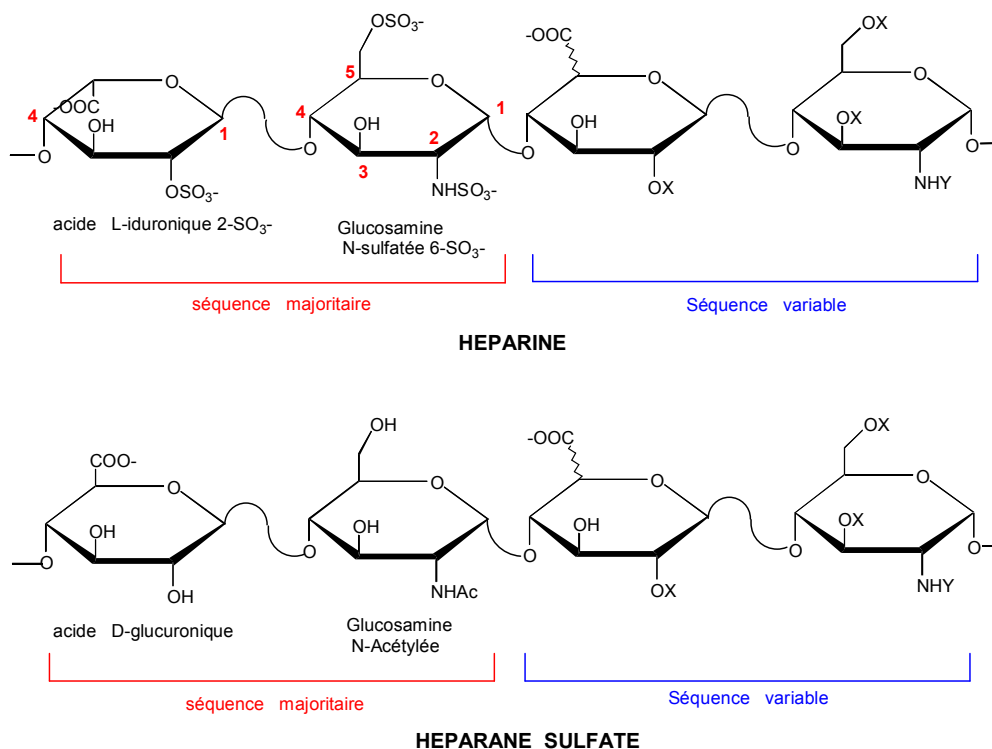 OSO3-
-OOC
OX
5
O
O
O
O
-OOC
4
OH
1
4
OH
1
2
OH
OX
O
O
3
O
O
O
OSO3-
NHSO3-
OX
NHY
acide L-iduronique 2-SO3-
Glucosamine
N-sulfatée 6-SO3-
séquence majoritaire
Séquence variable
HEPARINE
OH
-OOC
OX
COO-
O
O
O
O
OH
OH
OH
OX
O
O
O
O
O
OH
NHAc
OX
NHY
acide D-glucuronique
Glucosamine
N-Acétylée
séquence majoritaire
Séquence variable
HEPARANE SULFATE